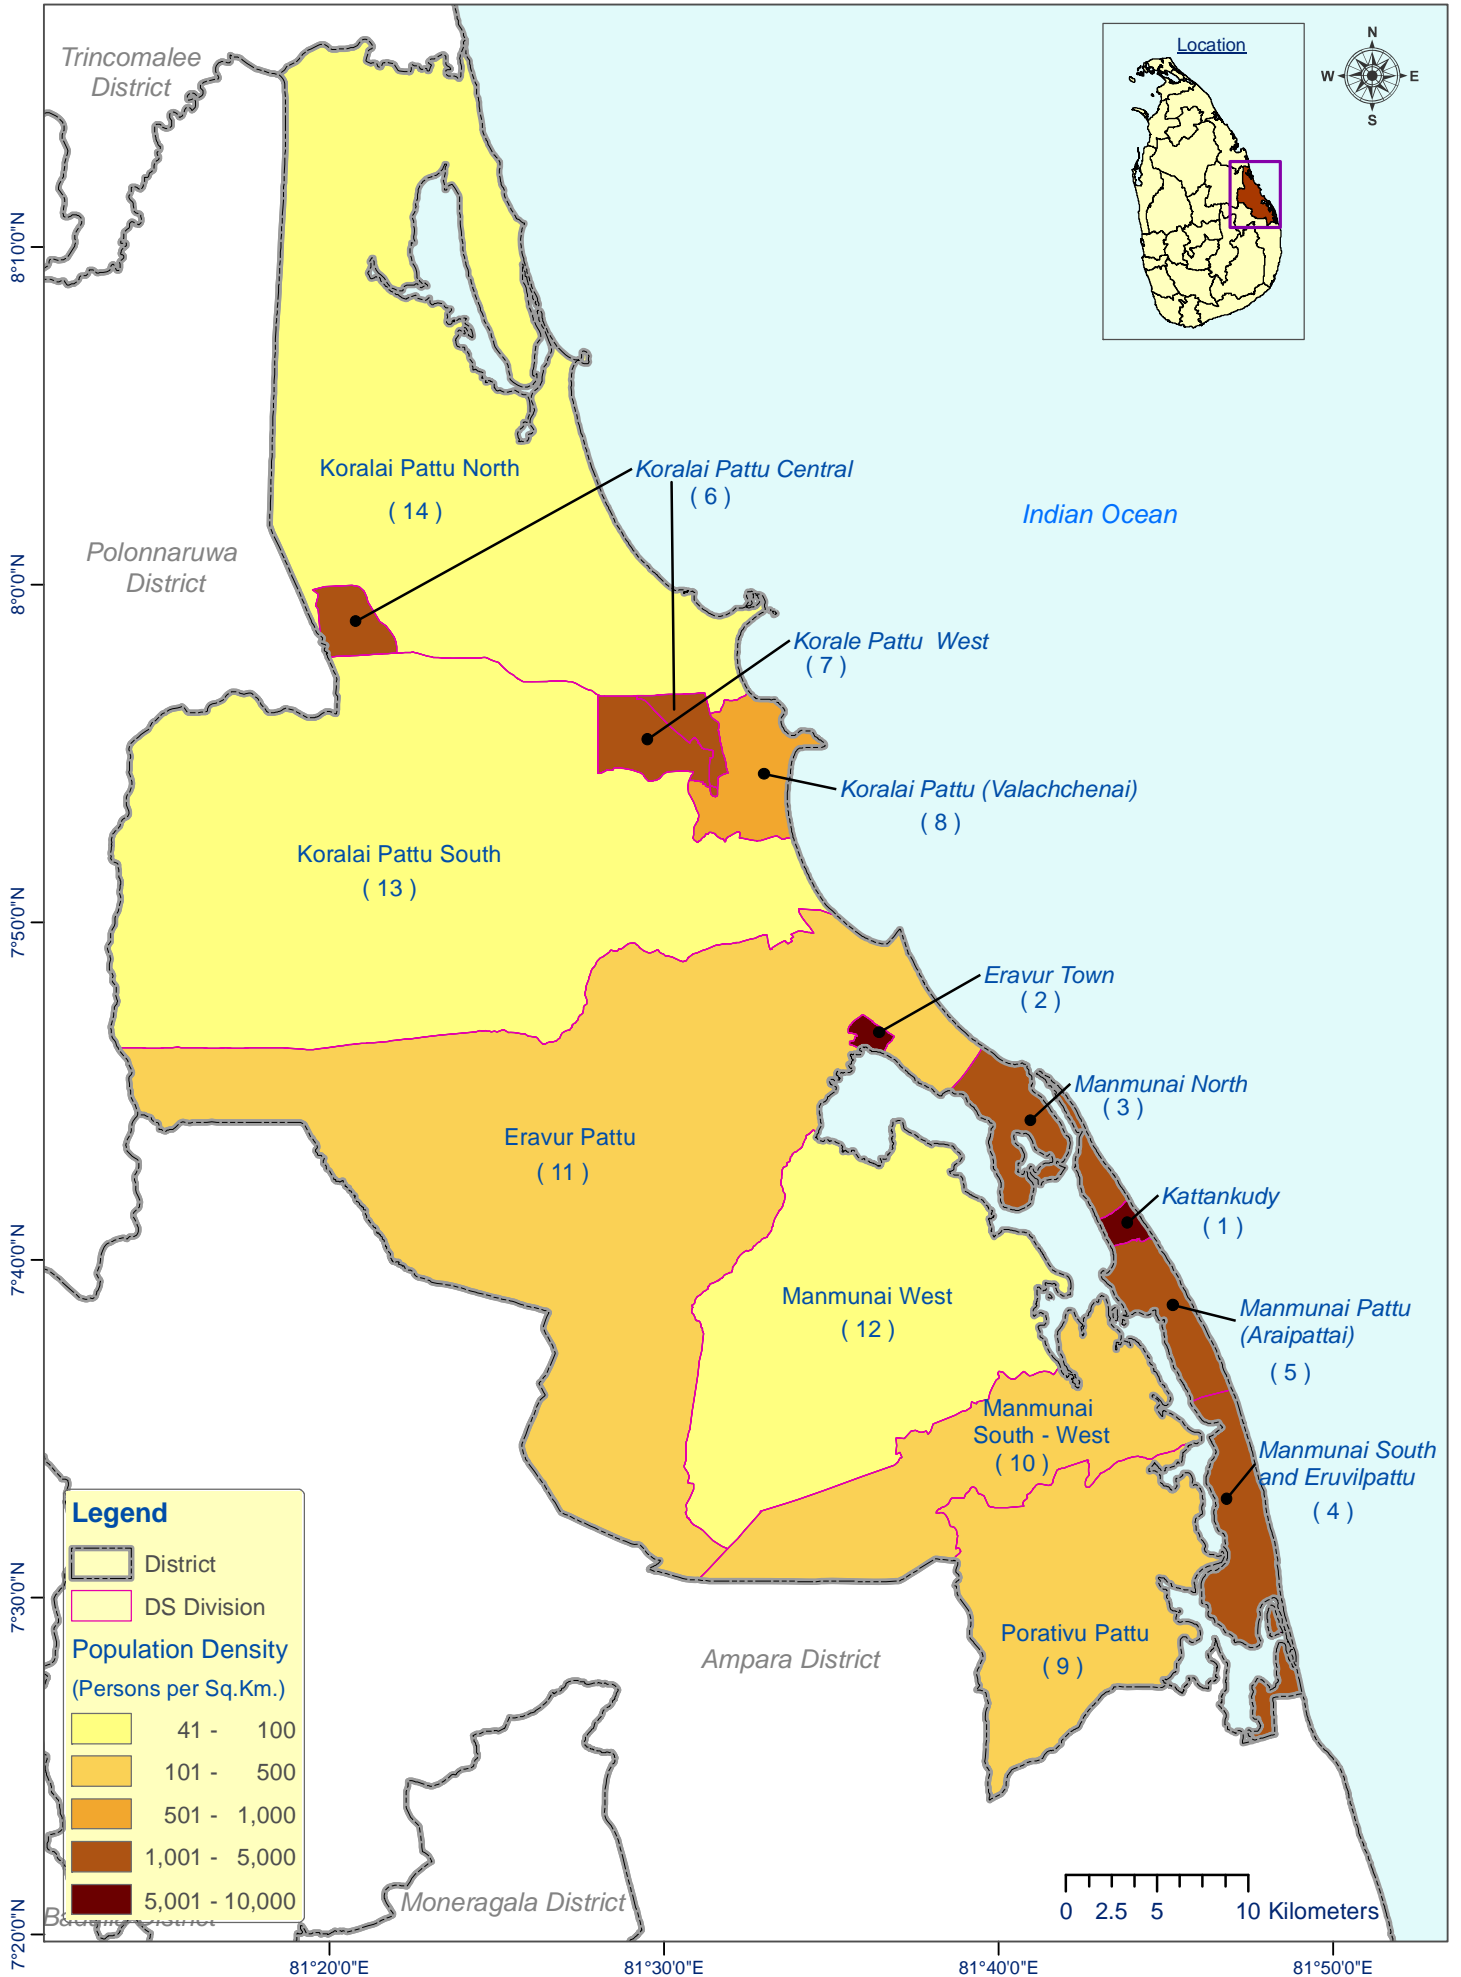 Trincomalee
District
Location
N
W
E
S
8°10'0"N
Koralai Pattu North
( 14 )
Koralai Pattu Central
( 6 )
Indian Ocean
Polonnaruwa
District
8°0'0"N
Korale Pattu  West
( 7 )
Koralai Pattu (Valachchenai)
( 8 )
Koralai Pattu South
( 13 )
7°50'0"N
Eravur Town
( 2 )
Manmunai North
( 3 )
Eravur Pattu
( 11 )
Kattankudy
( 1 )
7°40'0"N
Manmunai West
( 12 )
Manmunai Pattu
(Araipattai)
( 5 )
Manmunai
South - West
( 10 )
Manmunai South
and Eruvilpattu
( 4 )
7°30'0"N
Porativu Pattu
( 9 )
Ampara District
Legend
District
DS Division
Population Density
(Persons per Sq.Km.)
41 - 100
101 - 500
501 - 1,000
1,001 - 5,000
5,001 - 10,000
Moneragala District
Badulla District
0 2.5 5 10 Kilometers
7°20'0"N
81°20'0"E
81°30'0"E
81°40'0"E
81°50'0"E